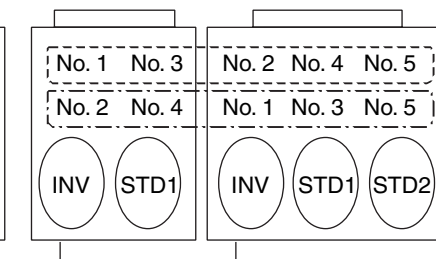 No. 1 No. 3 No. 2 No. 4 No. 5
No. 2 No. 4 No. 1 No. 3 No. 5
INV STD1 INV STD1 STD2